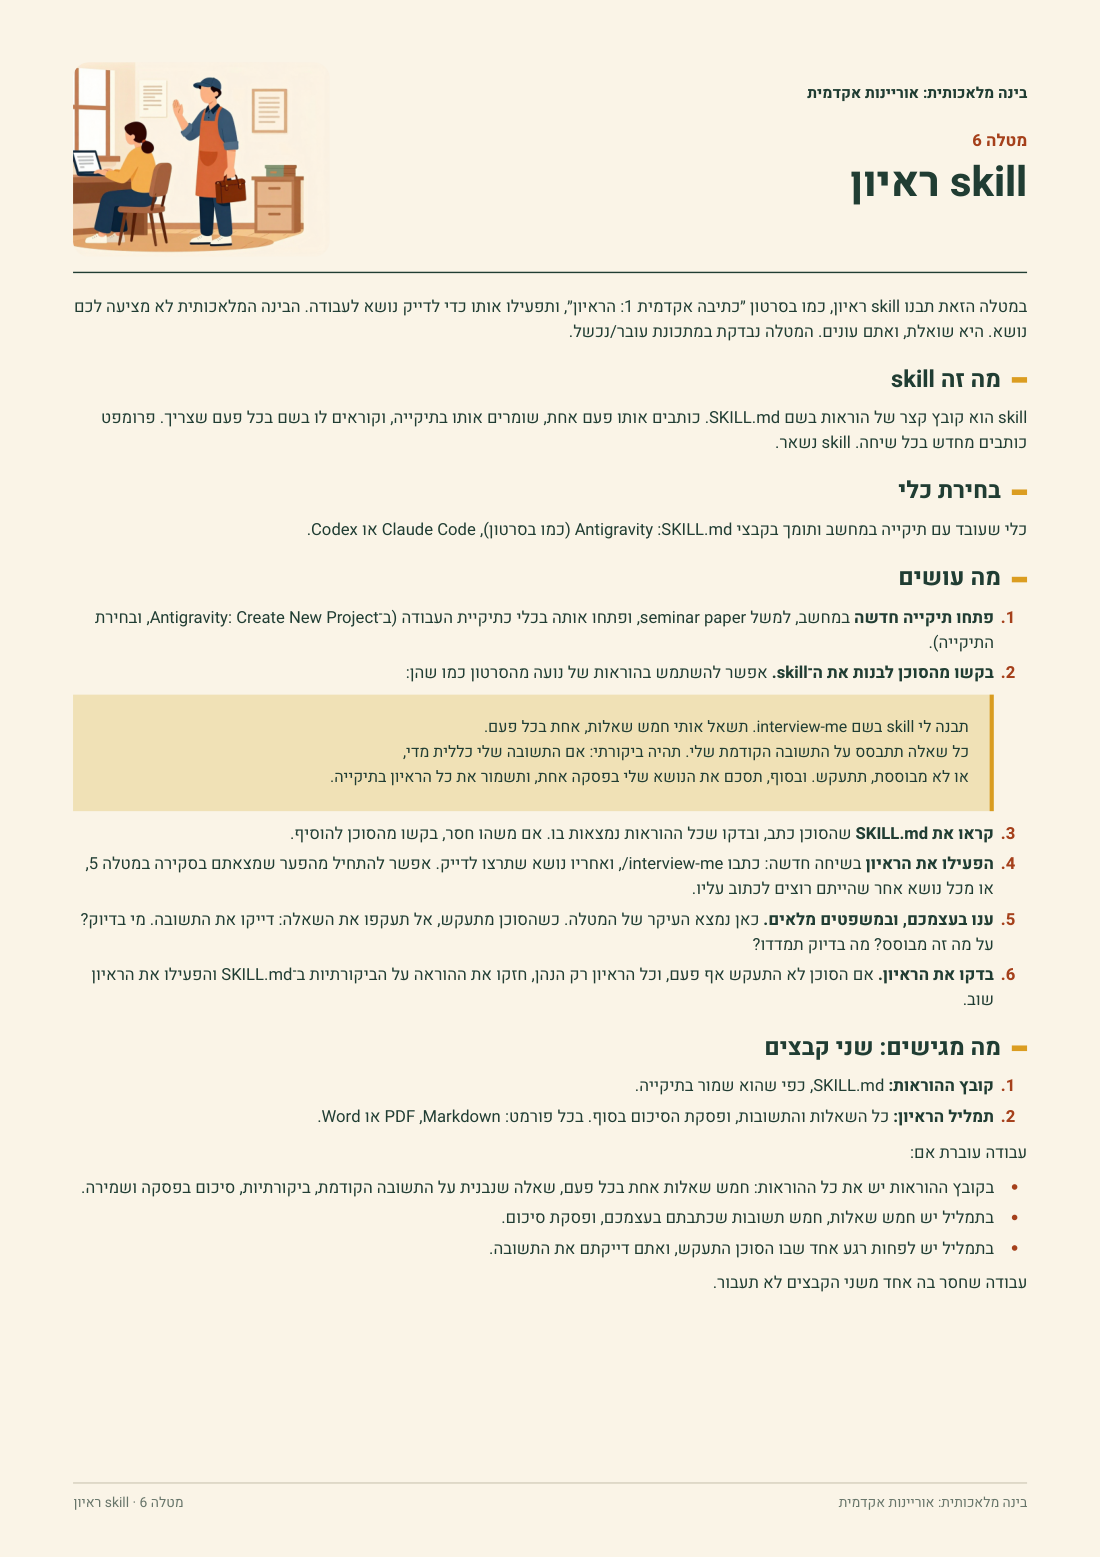 בינה מלאכותית: אוריינות אקדמית
מטלה 6
skill ראיון
במטלה הזאת תבנו skill ראיון, כמו בסרטון ״כתיבה אקדמית 1: הראיון״, ותפעילו אותו כדי לדייק נושא לעבודה. הבינה המלאכותית לא מציעה לכם
נושא. היא שואלת, ואתם עונים. המטלה נבדקת במתכונת עובר/נכשל.
מה זה skill
skill הוא קובץ קצר של הוראות בשם SKILL.md. כותבים אותו פעם אחת, שומרים אותו בתיקייה, וקוראים לו בשם בכל פעם שצריך. פרומפט
כותבים מחדש בכל שיחה. skill נשאר.
בחירת כלי
כלי שעובד עם תיקייה במחשב ותומך בקבצי SKILL.md: Antigravity (כמו בסרטון), Claude Code או Codex.
מה עושים
1. פתחו תיקייה חדשה במחשב, למשל seminar paper, ופתחו אותה בכלי כתיקיית העבודה (ב־Antigravity: Create New Project, ובחירת
התיקייה).
2. בקשו מהסוכן לבנות את ה־skill. אפשר להשתמש בהוראות של נועה מהסרטון כמו שהן:
תבנה לי skill בשם interview-me. תשאל אותי חמש שאלות, אחת בכל פעם.
כל שאלה תתבסס על התשובה הקודמת שלי. תהיה ביקורתי: אם התשובה שלי כללית מדי,
או לא מבוססת, תתעקש. ובסוף, תסכם את הנושא שלי בפסקה אחת, ותשמור את כל הראיון בתיקייה.
3. קראו את SKILL.md שהסוכן כתב, ובדקו שכל ההוראות נמצאות בו. אם משהו חסר, בקשו מהסוכן להוסיף.
4. הפעילו את הראיון בשיחה חדשה: כתבו interview-me/, ואחריו נושא שתרצו לדייק. אפשר להתחיל מהפער שמצאתם בסקירה במטלה 5,
או מכל נושא אחר שהייתם רוצים לכתוב עליו.
5. ענו בעצמכם, ובמשפטים מלאים. כאן נמצא העיקר של המטלה. כשהסוכן מתעקש, אל תעקפו את השאלה: דייקו את התשובה. מי בדיוק?
על מה זה מבוסס? מה בדיוק תמדדו?
6. בדקו את הראיון. אם הסוכן לא התעקש אף פעם, וכל הראיון רק הנהן, חזקו את ההוראה על הביקורתיות ב־SKILL.md והפעילו את הראיון
שוב.
מה מגישים: שני קבצים
1. קובץ ההוראות: SKILL.md, כפי שהוא שמור בתיקייה.
2. תמליל הראיון: כל השאלות והתשובות, ופסקת הסיכום בסוף. בכל פורמט: PDF ,Markdown או Word.
עבודה עוברת אם:
• בקובץ ההוראות יש את כל ההוראות: חמש שאלות אחת בכל פעם, שאלה שנבנית על התשובה הקודמת, ביקורתיות, סיכום בפסקה ושמירה.
• בתמליל יש חמש שאלות, חמש תשובות שכתבתם בעצמכם, ופסקת סיכום.
• בתמליל יש לפחות רגע אחד שבו הסוכן התעקש, ואתם דייקתם את התשובה.
עבודה שחסר בה אחד משני הקבצים לא תעבור.
בינה מלאכותית: אוריינות אקדמית
מטלה 6 · skill ראיון